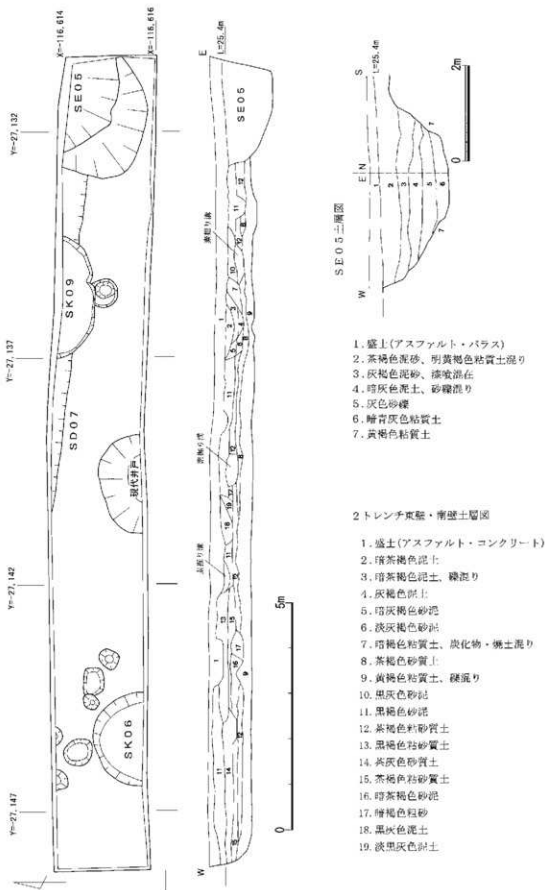 X=-116,614
X=-116,616
Y=-27,132
Y=-27,137
Y=-27,142
Y=-27,147
SE05
SK09
SD07
現代井戸
SK06
E
L=25.4m
SE05
素掘り溝
素掘り溝
素掘り溝
W
0
5m
S
L=25.4m
E N
W
0
2m
SE05土層図
1. 盛土(アスファルト・バラス)
2. 茶褐色泥砂、明黄褐色粘質土混り
3. 灰褐色泥砂、漆喰混在
4. 暗灰色泥土、砂礫混り
5. 灰色砂礫
6. 暗青灰色粘質土
7. 黄褐色粘質土
2トレンチ東壁・南壁土層図
1. 盛土(アスファルト・コンクリート)
2. 暗茶褐色泥土
3. 暗茶褐色泥土、礫混り
4. 灰褐色泥土
5. 暗灰褐色砂泥
6. 淡灰褐色砂泥
7. 暗褐色粘質土、炭化物・焼土混り
8. 茶褐色砂質土
9. 黄褐色粘質土、礫混り
10. 黒灰色砂泥
11. 黒褐色砂泥
12. 茶褐色粘砂質土
13. 黒褐色粘砂質土
14. 茶灰色砂質土
15. 茶褐色粘砂質土
16. 暗茶褐色砂泥
17. 暗褐色粗砂
18. 黒灰色泥土
19. 淡黒灰色泥土